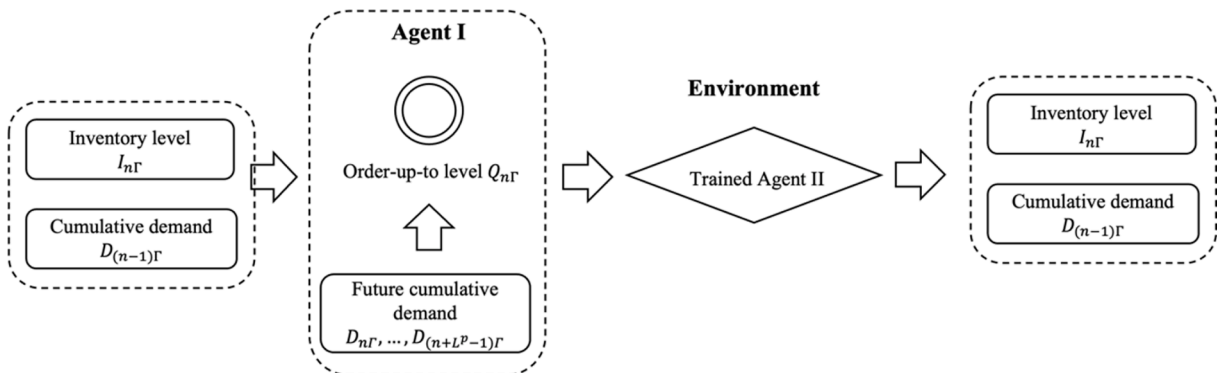 Inventory level
I_{nΓ}
Cumulative demand
D_{(n−1)Γ}
Agent I
Order-up-to level Q_{nΓ}
Future cumulative
demand
D_{nΓ}, ..., D_{(n+L^p−1)Γ}
Environment
Trained Agent II
Inventory level
I_{nΓ}
Cumulative demand
D_{(n−1)Γ}